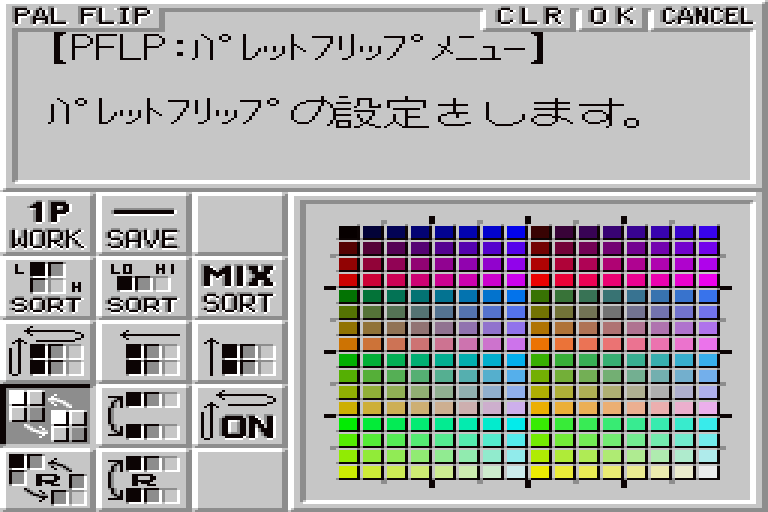 PAL FLIP CLR OK CANCEL
[PFLP:パレットフリップメニュー]
パレットフリップの設定をします。
1P WORK
SAVE
L H SORT
LO HI SORT
MIX SORT
ON
R
R